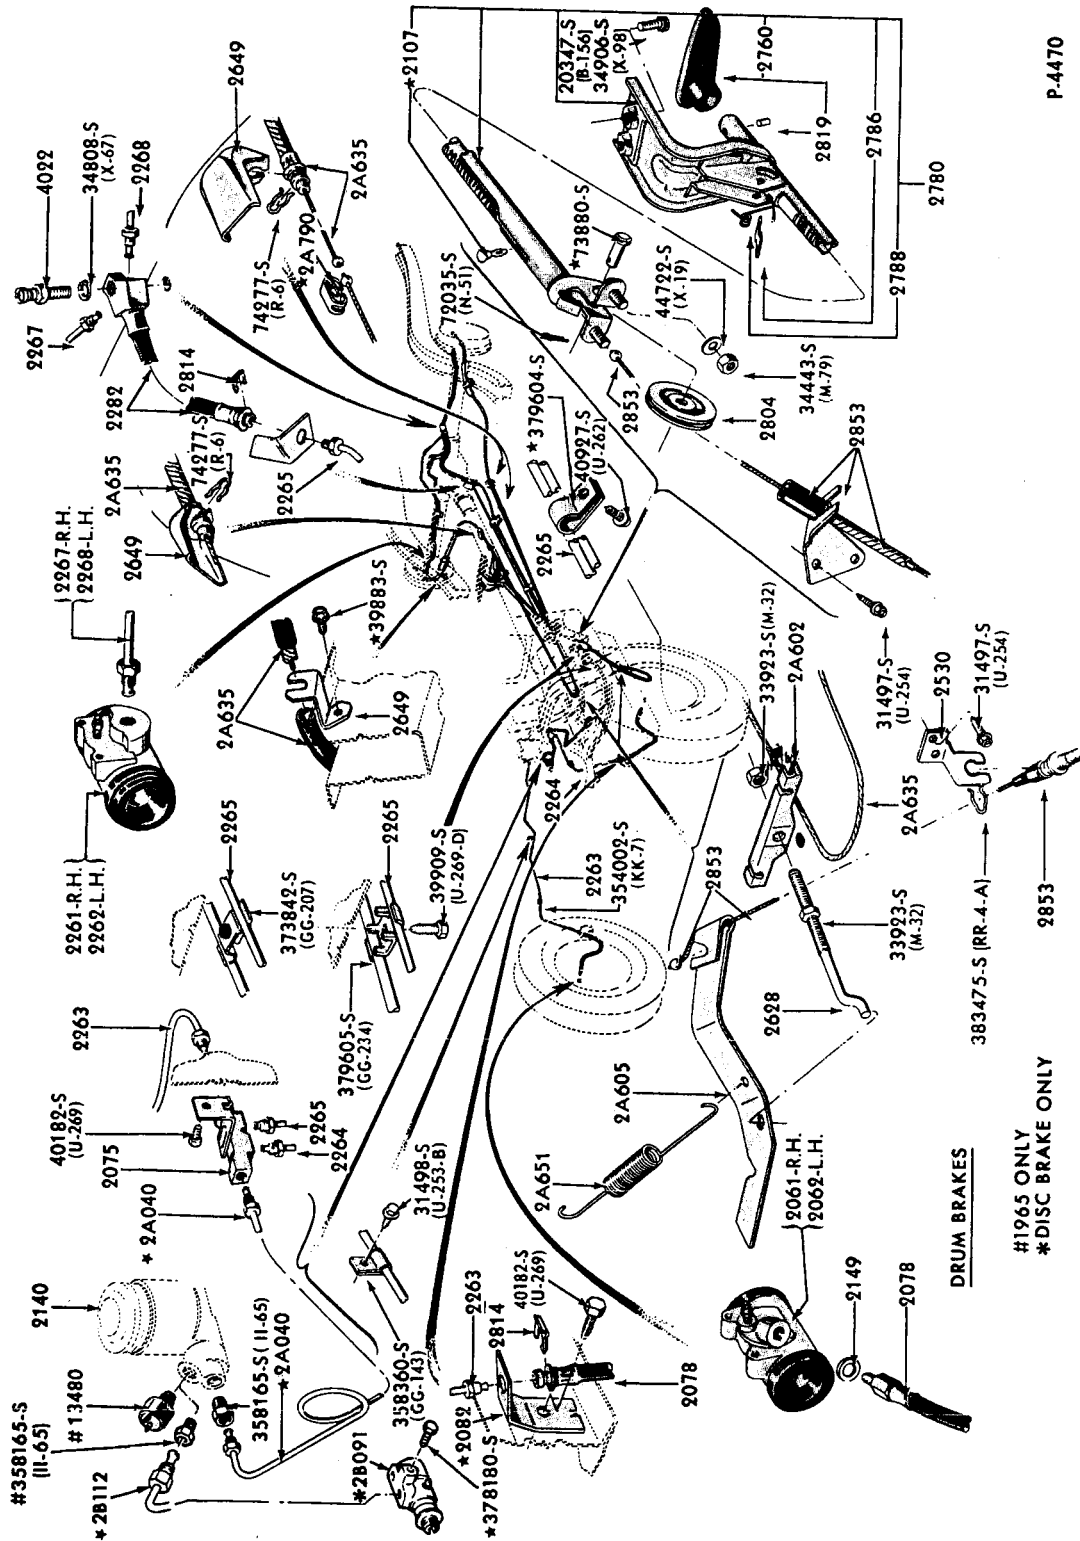 #358165-S
(II-65)
#13480
2140
★2B112
358165-S(II-65)
★2A040
★2A040
2075
40182-S
(U-269)
2263
2264
2265
★2B091
★378180-S
358360-S
(GG-143)
31498-S
(U-253-B)
★2082
2263
2814
40182-S
(U-269)
2078
2261-R.H.
2262-L.H.
2267-R.H.
2268-L.H.
2265
373842-S
(GG-207)
379605-S
(GG-234)
2265
39909-S
(U-269-D)
2A635
★39883-S
2649
2649
2A635
74277-S
(R-6)
2265
2282
2814
2267
4022
34808-S
(X-67)
2268
2649
2A635
74277-S
(R-6)
★2A790
★2107
72035-S
(N-51)
20347-S
(B-156)
34906-S
(X-98)
2760
2819
2786
2780
2788
★73880-S
44722-S
(X-19)
34443-S
(M-79)
2853
2804
★379604-S
40927-S
(U-262)
2265
2853
31497-S
(U-254)
2264
2263
354002-S
(KK-7)
33923-S(M-32)
2A602
2A635
2530
31497-S
(U-254)
2853
383475-S (RR-4-A)
2853
33923-S
(M-32)
2628
2A605
2A651
2061-R.H.
2062-L.H.
2149
2078
DRUM BRAKES
#1965 ONLY
*DISC BRAKE ONLY
P-4470